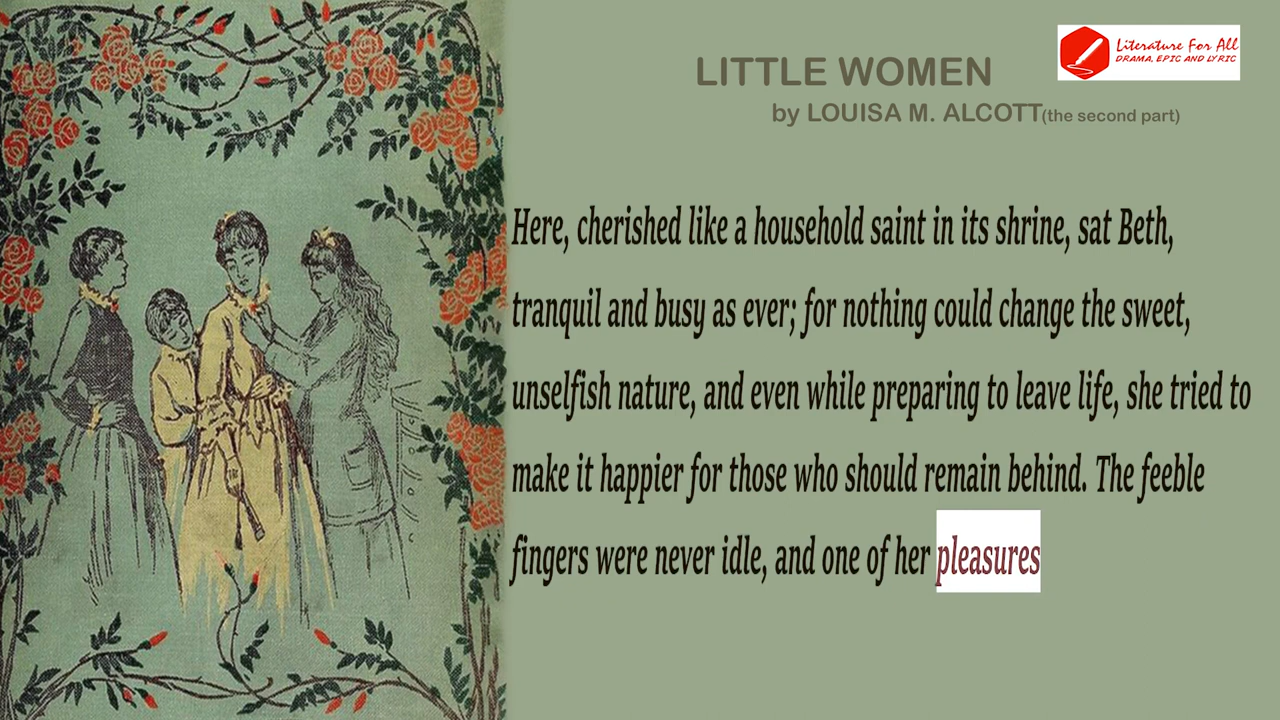 LITTLE WOMEN
by LOUISA M. ALCOTT(the second part)
Literature For All
DRAMA, EPIC AND LYRIC
Here, cherished like a household saint in its shrine, sat Beth,
tranquil and busy as ever; for nothing could change the sweet,
unselfish nature, and even while preparing to leave life, she tried to
make it happier for those who should remain behind. The feeble
fingers were never idle, and one of her pleasures